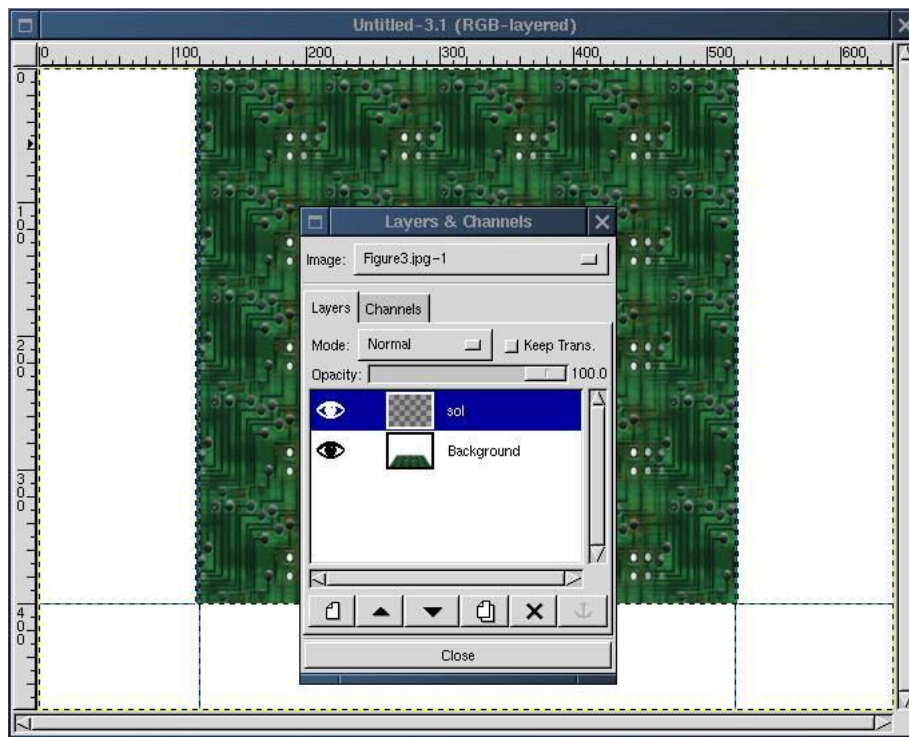 Untitled-3.1 (RGB-layered)
0 100 200 300 400 500 600
0
100
200
300
400
Layers & Channels
Image: Figure3.jpg-1
Layers Channels
Mode: Normal Keep Trans.
Opacity: 100.0
sol
Background
Close